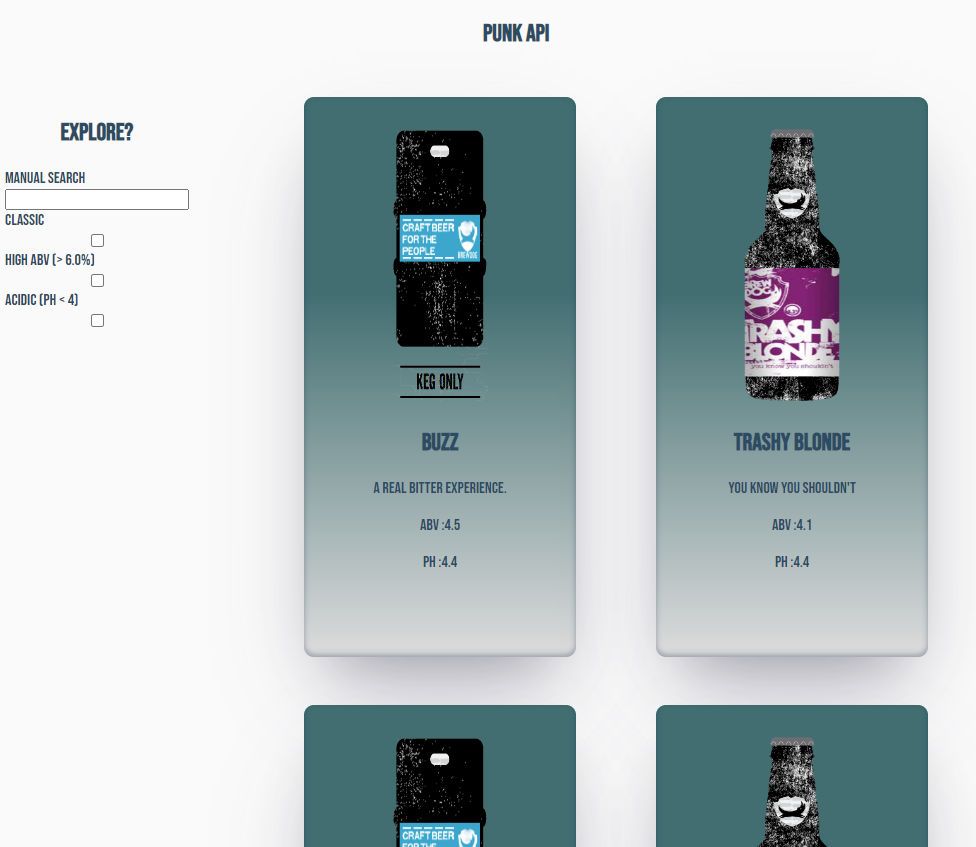 PUNK API
EXPLORE?
MANUAL SEARCH
CLASSIC
HIGH ABV (> 6.0%)
ACIDIC (PH < 4)
CRAFT BEER
FOR THE
PEOPLE
BREWDOG
KEG ONLY
BUZZ
A REAL BITTER EXPERIENCE.
ABV :4.5
PH :4.4
BREW
DOG
TRASHY
BLONDE
you know you shouldn't
TRASHY BLONDE
YOU KNOW YOU SHOULDN'T
ABV :4.1
PH :4.4
CRAFT BEER
FOR THE